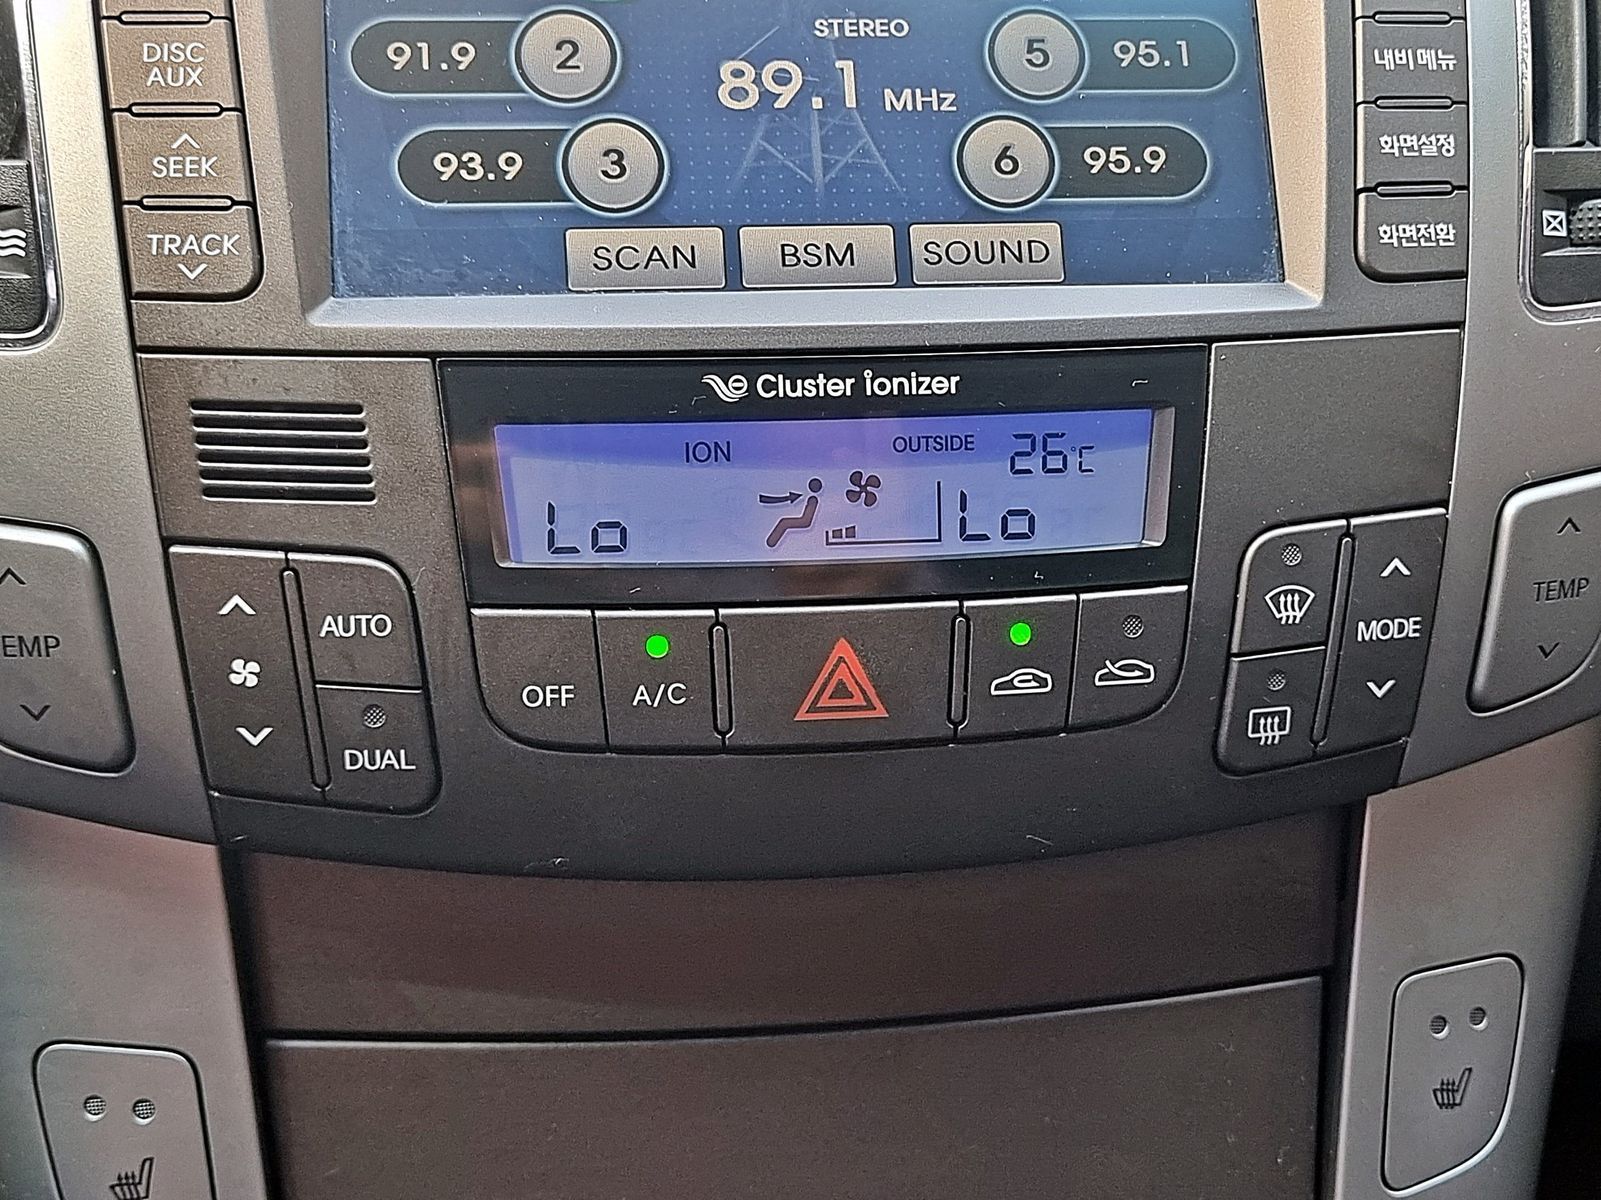 DISC
AUX
SEEK
TRACK
91.9 2
STEREO
89.1 MHz
5 95.1
93.9 3
6 95.9
SCAN BSM SOUND
내비메뉴
화면설정
화면전환
Cluster ionizer
ION OUTSIDE 26°C
Lo Lo
TEMP
AUTO
DUAL
OFF A/C
MODE
TEMP